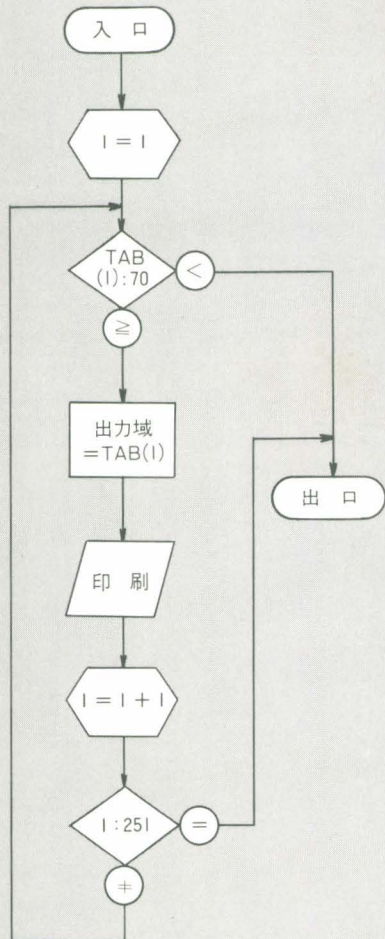 入 口
I = I
TAB
(I):70
<
≧
出力域
=TAB(I)
出 口
印 刷
I = I + I
I : 25I
=
≠